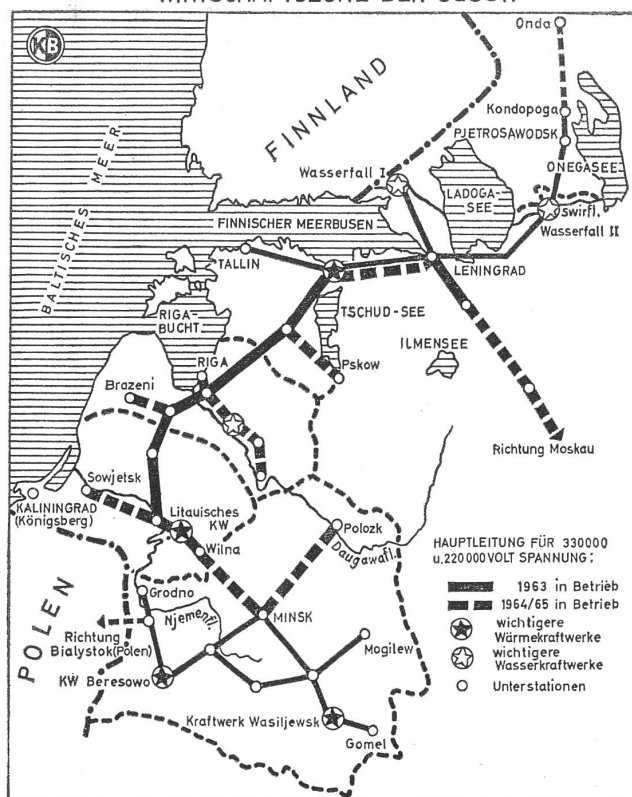 KB
Onda
Kondopoga
PJETROSAWODSK
ONEGASEE
FINNLAND
Wasserfall I
LADOGA-
SEE
Swirfl.
Wasserfall II
BALTISCHES MEER
FINNISCHER MEERBUSEN
TALLIN
LENINGRAD
TSCHUD-SEE
RIGA-
BUCHT
ILMENSEE
RIGA
Pskow
Brazeni
Richtung Moskau
Sowjetsk
KALININGRAD
(Königsberg)
Litauisches
KW
Wilna
Polozk
Daugawafl.
HAUPTLEITUNG FÜR 330000
u.220000VOLT SPANNUNG:
1963 in Betrieb
1964/65 in Betrieb
wichtigere
Wärmekraftwerke
wichtigere
Wasserkraftwerke
Unterstationen
POLEN
Grodno
Njemenfl.
MINSK
Richtung
Bialystok(Polen)
Mogilew
KW Beresowo
Kraftwerk Wasiljewsk
Gomel